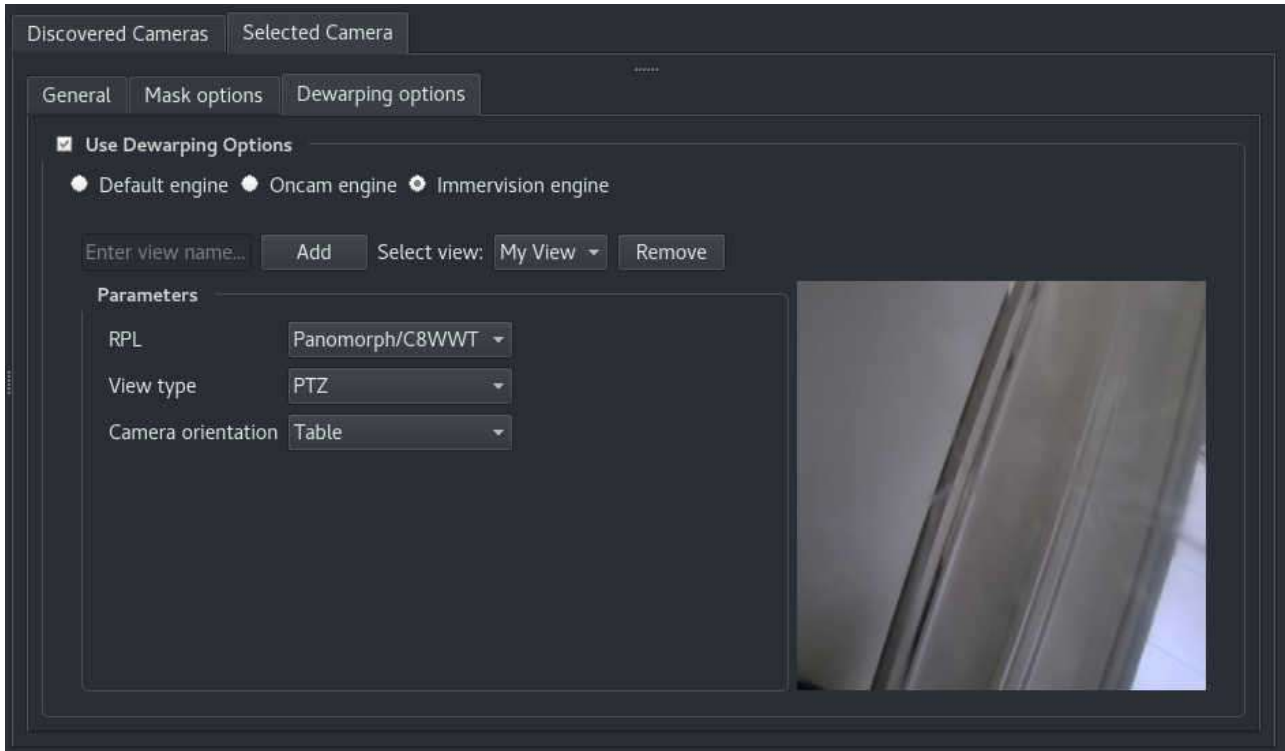 Discovered Cameras Selected Camera
General Mask options Dewarping options
Use Dewarping Options
Default engine Oncam engine Immervision engine
Enter view name... Add Select view: My View Remove
Parameters
RPL Panomorph/C8WWT
View type PTZ
Camera orientation Table